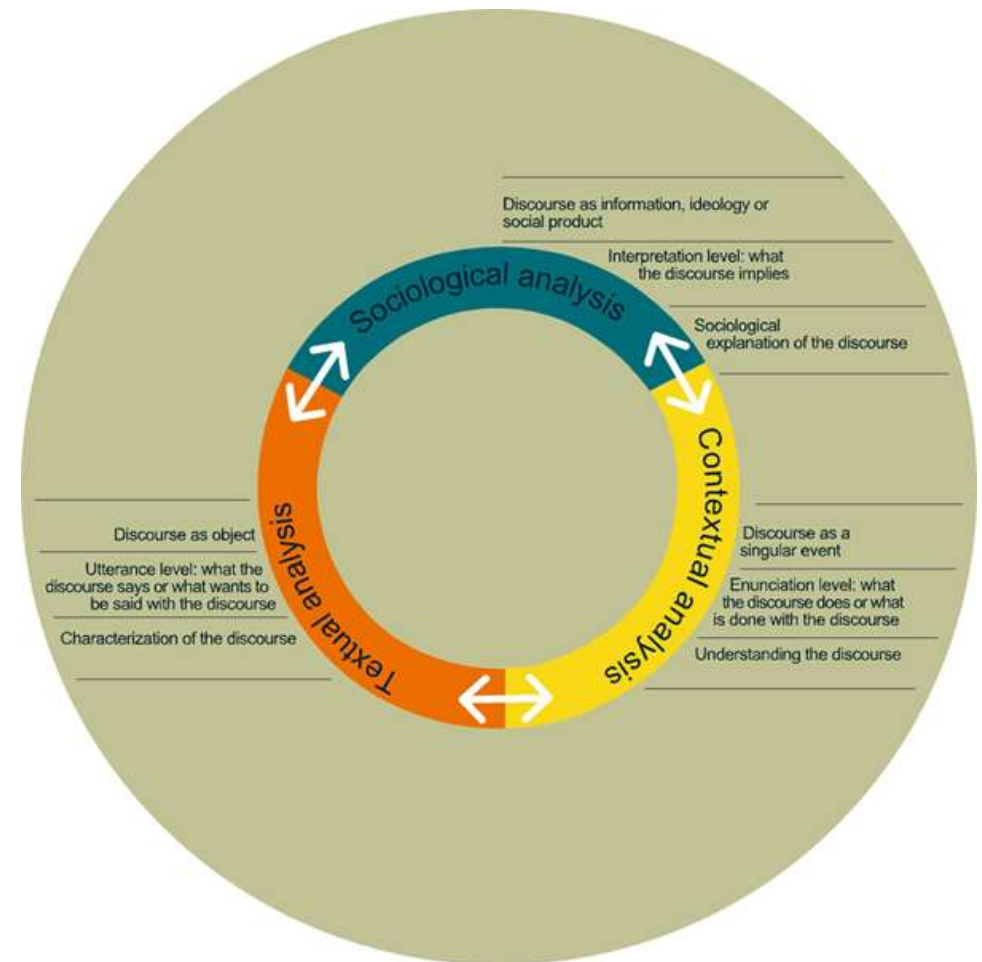 Discourse as information, ideology or
social product
Interpretation level: what
the discourse implies
Sociological analysis
Sociological
explanation of the discourse
Contextual analysis
Discourse as a
singular event
Enunciation level: what
the discourse does or what
is done with the discourse
Understanding the discourse
Textual analysis
Discourse as object
Utterance level: what the
discourse says or what wants to
be said with the discourse
Characterization of the discourse